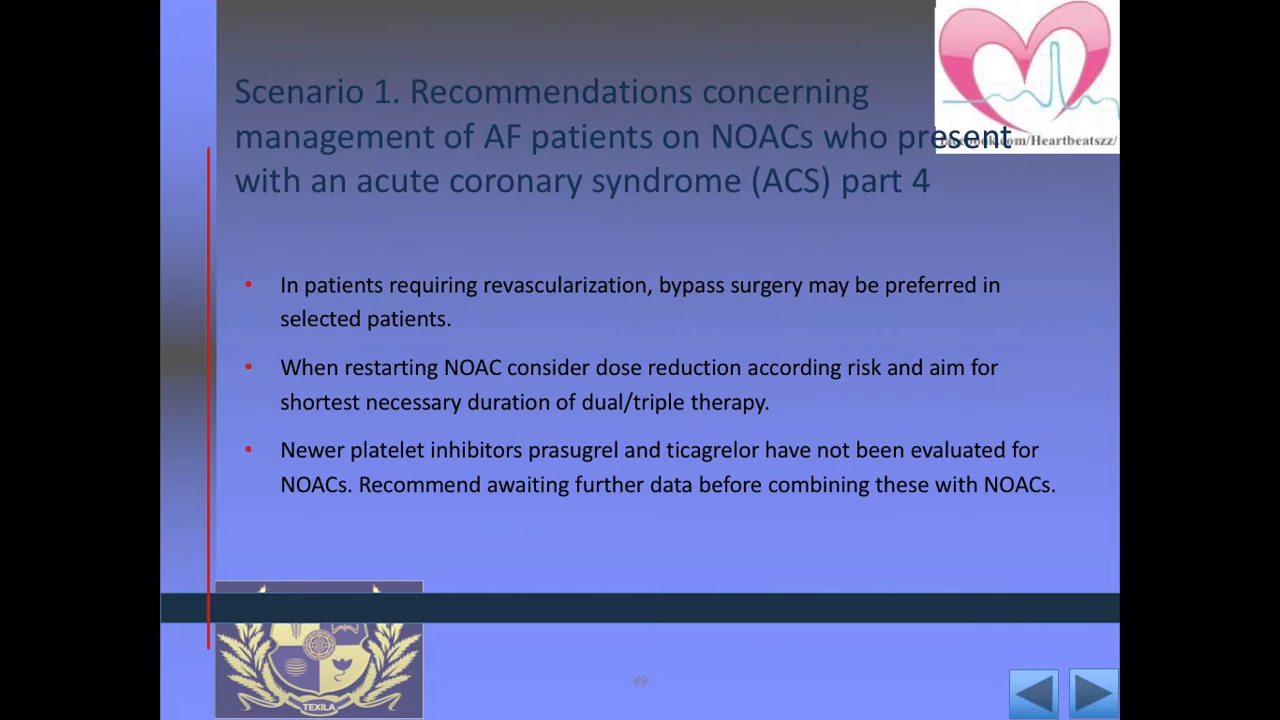 Scenario 1. Recommendations concerning
management of AF patients on NOACs who present
with an acute coronary syndrome (ACS) part 4
.com/Heartbeatszz/
• In patients requiring revascularization, bypass surgery may be preferred in
selected patients.
• When restarting NOAC consider dose reduction according risk and aim for
shortest necessary duration of dual/triple therapy.
• Newer platelet inhibitors prasugrel and ticagrelor have not been evaluated for
NOACs. Recommend awaiting further data before combining these with NOACs.
TEXILA
49